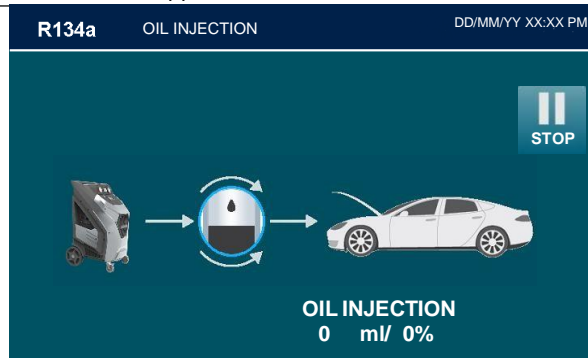 R134a OIL INJECTION DD/MM/YY XX:XX PM
STOP
OIL INJECTION
0 ml/ 0%